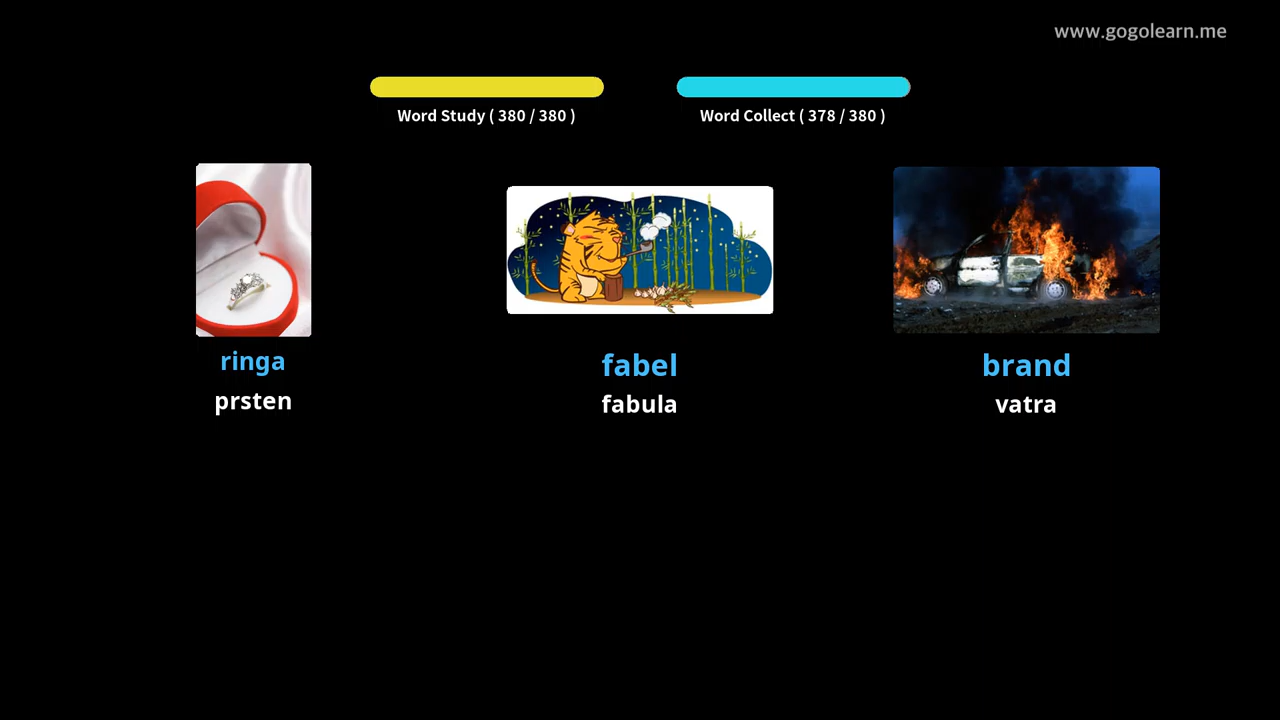 www.gogolearn.me
Word Study ( 380 / 380 )
Word Collect ( 378 / 380 )
ringa
prsten
fabel
fabula
brand
vatra